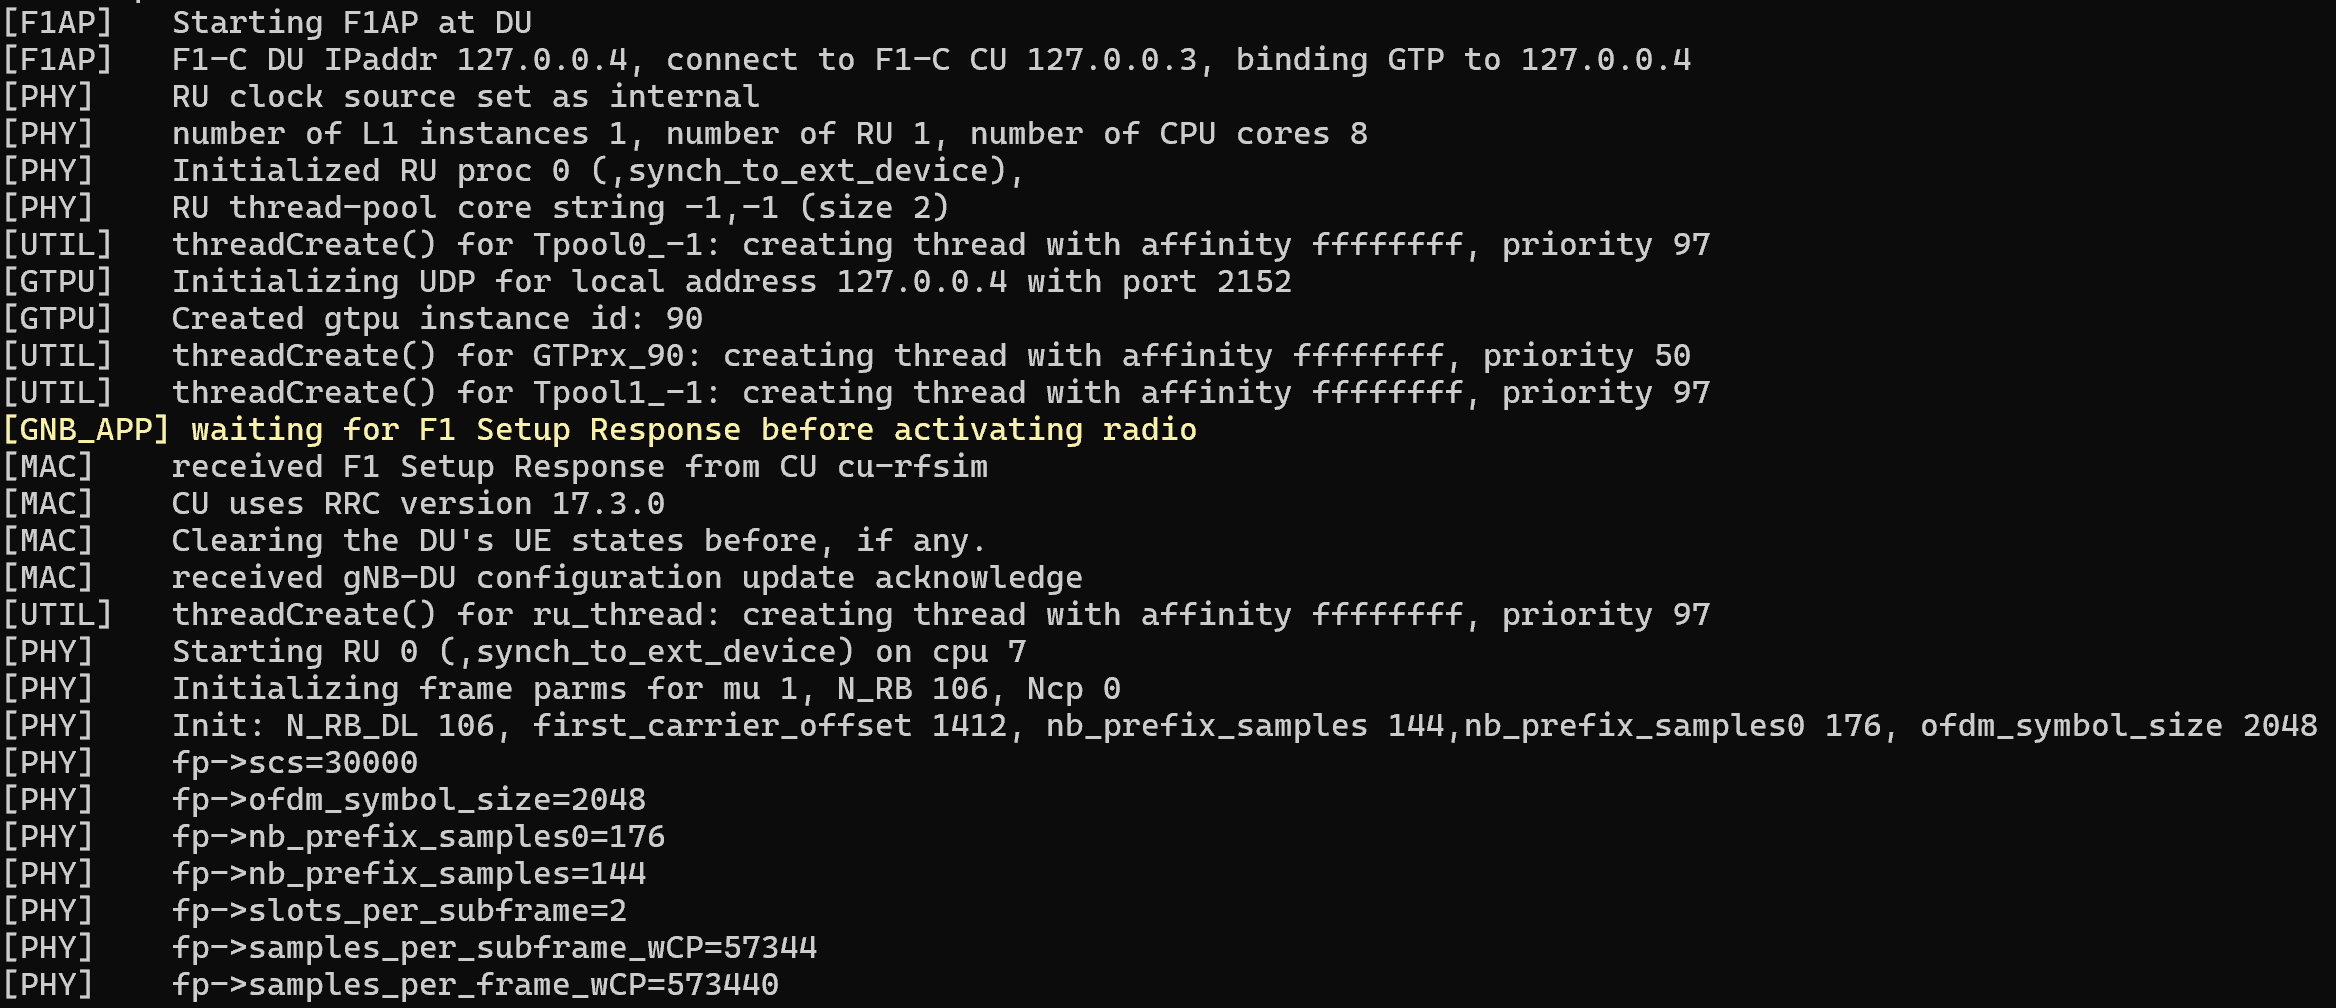 [F1AP]   Starting F1AP at DU
[F1AP]   F1-C DU IPaddr 127.0.0.4, connect to F1-C CU 127.0.0.3, binding GTP to 127.0.0.4
[PHY]    RU clock source set as internal
[PHY]    number of L1 instances 1, number of RU 1, number of CPU cores 8
[PHY]    Initialized RU proc 0 (,synch_to_ext_device),
[PHY]    RU thread-pool core string -1,-1 (size 2)
[UTIL]   threadCreate() for Tpool0_-1: creating thread with affinity ffffffff, priority 97
[GTPU]   Initializing UDP for local address 127.0.0.4 with port 2152
[GTPU]   Created gtpu instance id: 90
[UTIL]   threadCreate() for GTPrx_90: creating thread with affinity ffffffff, priority 50
[UTIL]   threadCreate() for Tpool1_-1: creating thread with affinity ffffffff, priority 97
[GNB_APP] waiting for F1 Setup Response before activating radio
[MAC]    received F1 Setup Response from CU cu-rfsim
[MAC]    CU uses RRC version 17.3.0
[MAC]    Clearing the DU's UE states before, if any.
[MAC]    received gNB-DU configuration update acknowledge
[UTIL]   threadCreate() for ru_thread: creating thread with affinity ffffffff, priority 97
[PHY]    Starting RU 0 (,synch_to_ext_device) on cpu 7
[PHY]    Initializing frame parms for mu 1, N_RB 106, Ncp 0
[PHY]    Init: N_RB_DL 106, first_carrier_offset 1412, nb_prefix_samples 144,nb_prefix_samples0 176, ofdm_symbol_size 2048
[PHY]    fp->scs=30000
[PHY]    fp->ofdm_symbol_size=2048
[PHY]    fp->nb_prefix_samples0=176
[PHY]    fp->nb_prefix_samples=144
[PHY]    fp->slots_per_subframe=2
[PHY]    fp->samples_per_subframe_wCP=57344
[PHY]    fp->samples_per_frame_wCP=573440